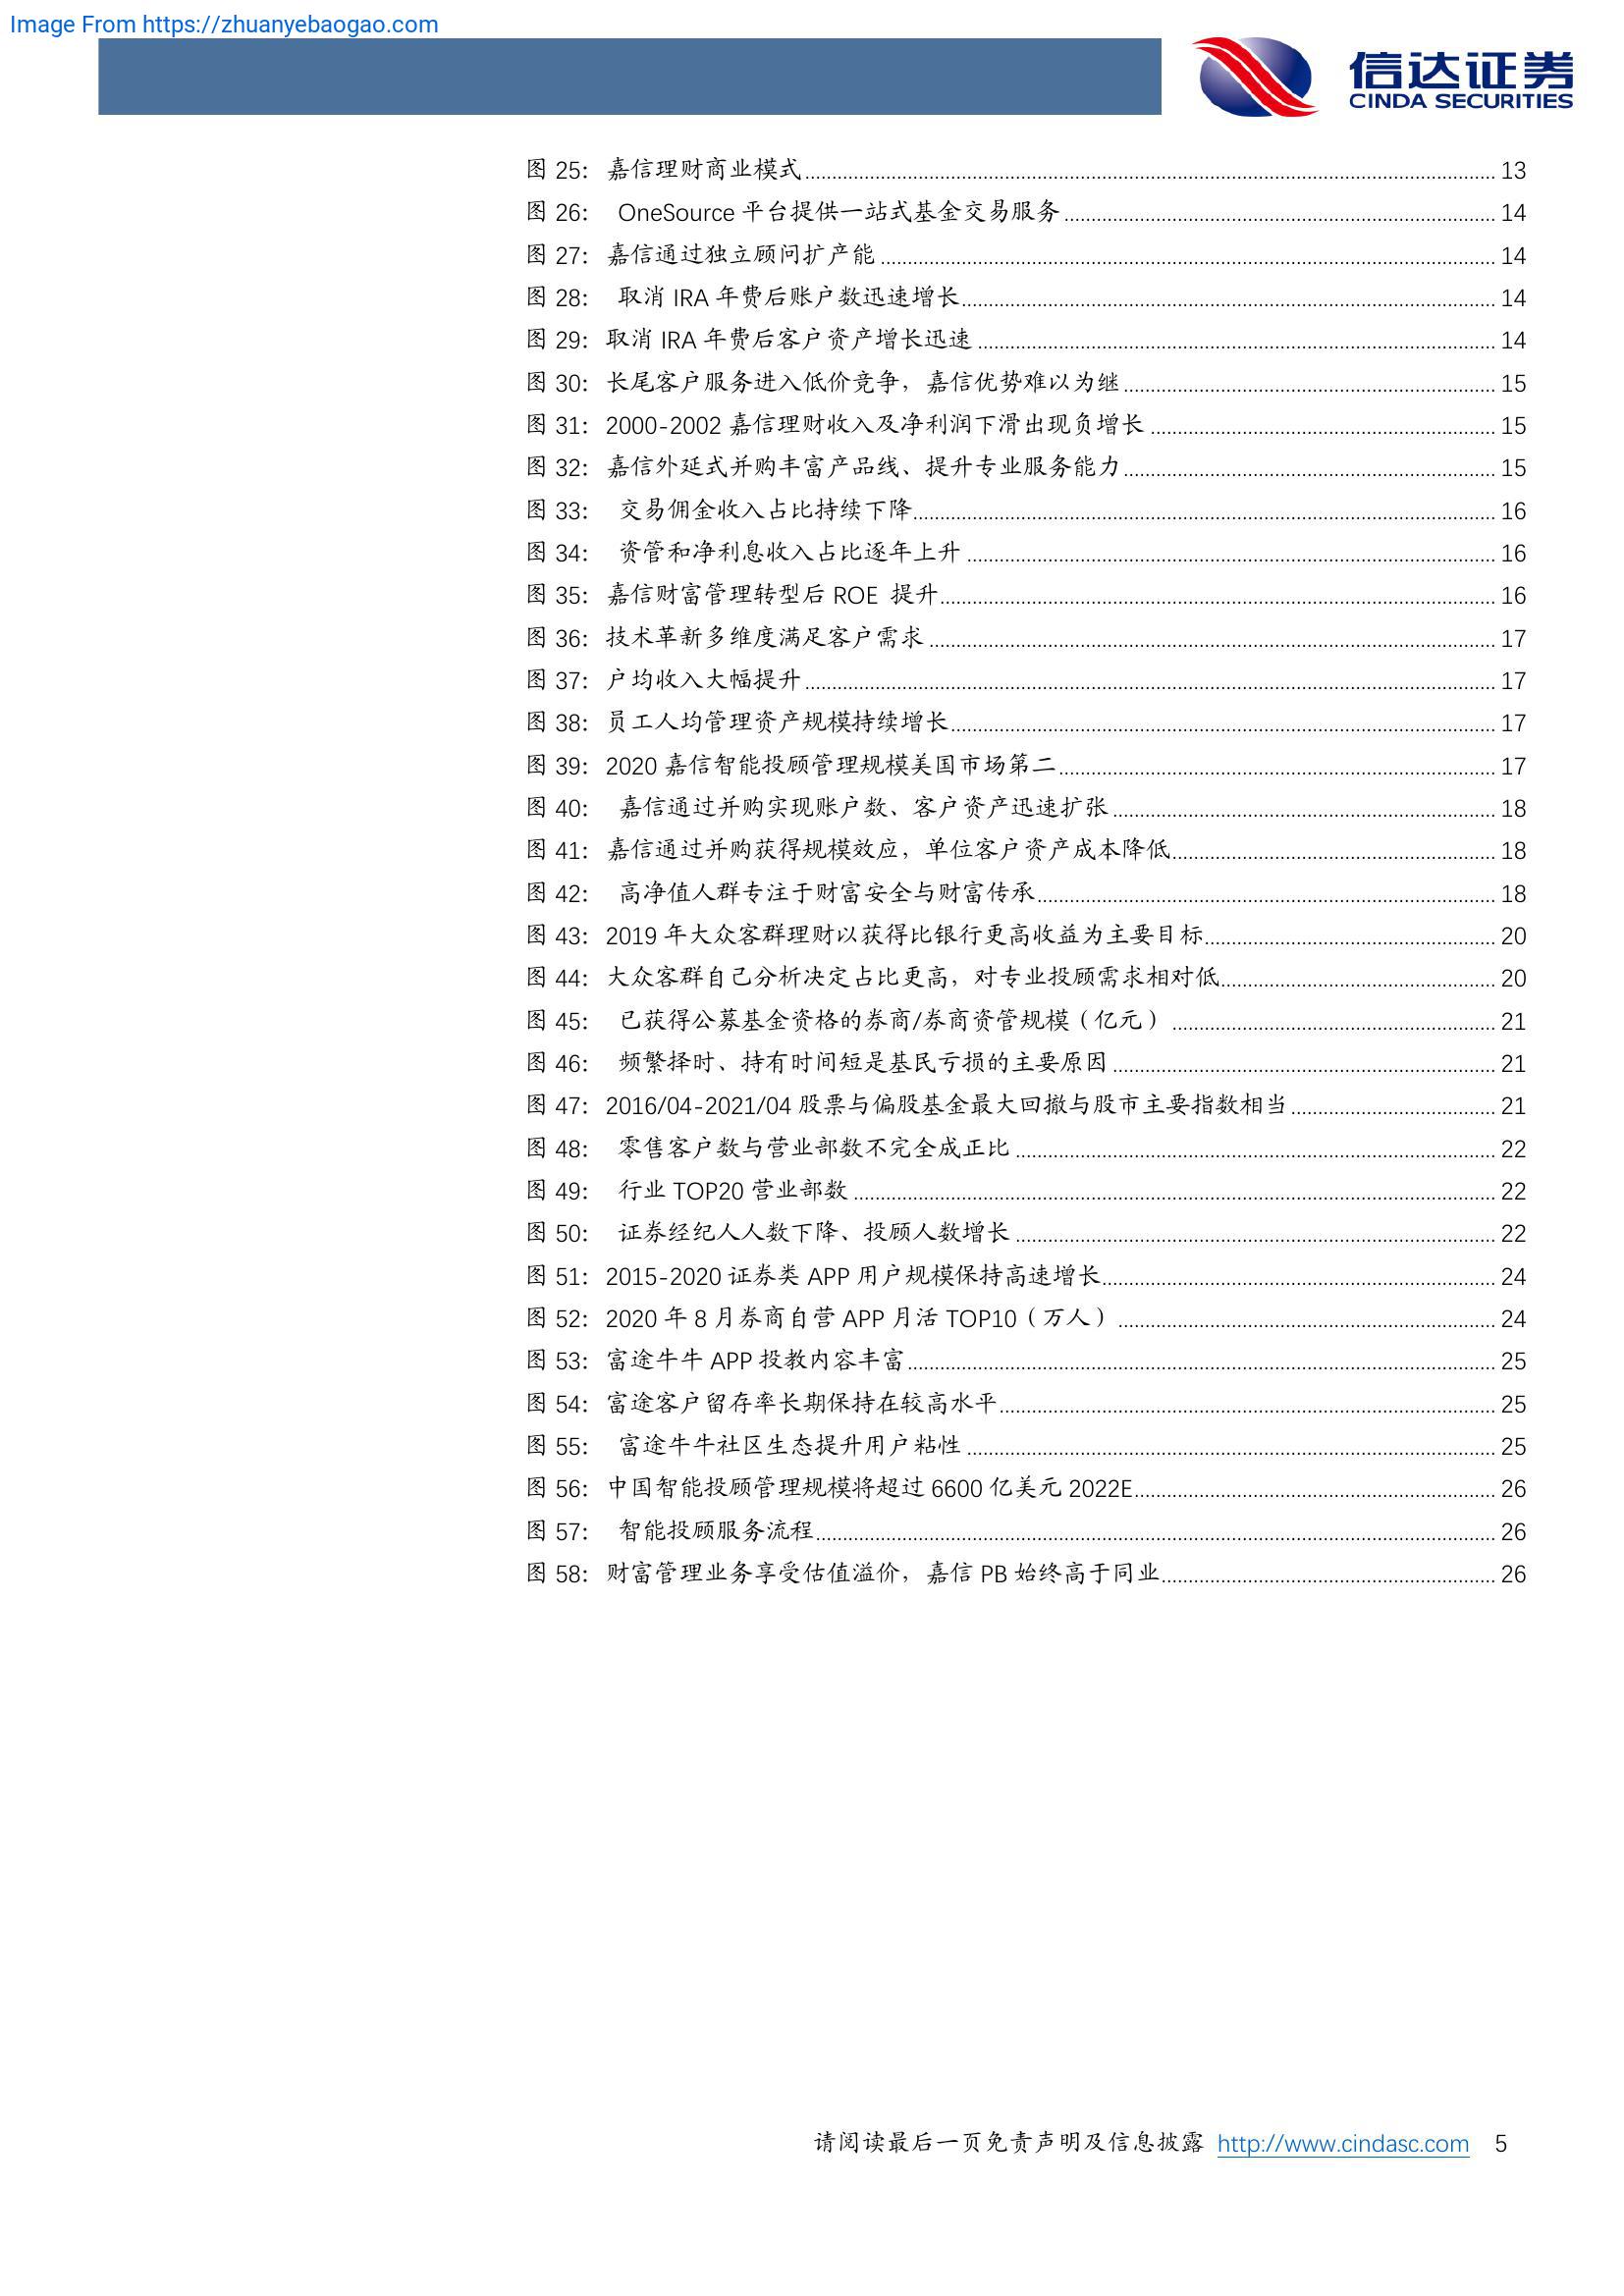 Image From https://zhuanyebaogao.com
信达证券
CINDA SECURITIES
图 25: 嘉信理财商业模式 13
图 26: OneSource 平台提供一站式基金交易服务 14
图 27: 嘉信通过独立顾问扩产能 14
图 28: 取消 IRA 年费后账户数迅速增长 14
图 29: 取消 IRA 年费后客户资产增长迅速 14
图 30: 长尾客户服务进入低价竞争，嘉信优势难以为继 15
图 31: 2000-2002 嘉信理财收入及净利润下滑出现负增长 15
图 32: 嘉信外延式并购丰富产品线、提升专业服务能力 15
图 33: 交易佣金收入占比持续下降 16
图 34: 资管和净利息收入占比逐年上升 16
图 35: 嘉信财富管理转型后 ROE 提升 16
图 36: 技术革新多维度满足客户需求 17
图 37: 户均收入大幅提升 17
图 38: 员工人均管理资产规模持续增长 17
图 39: 2020 嘉信智能投顾管理规模美国市场第二 17
图 40: 嘉信通过并购实现账户数、客户资产迅速扩张 18
图 41: 嘉信通过并购获得规模效应，单位客户资产成本降低 18
图 42: 高净值人群专注于财富安全与财富传承 18
图 43: 2019 年大众客群理财以获得比银行更高收益为主要目标 20
图 44: 大众客群自己分析决定占比更高，对专业投顾需求相对低 20
图 45: 已获得公募基金资格的券商/券商资管规模（亿元） 21
图 46: 频繁择时、持有时间短是基民亏损的主要原因 21
图 47: 2016/04-2021/04 股票与偏股基金最大回撤与股市主要指数相当 21
图 48: 零售客户数与营业部数不完全成正比 22
图 49: 行业 TOP20 营业部数 22
图 50: 证券经纪人人数下降、投顾人数增长 22
图 51: 2015-2020 证券类 APP 用户规模保持高速增长 24
图 52: 2020 年 8 月券商自营 APP 月活 TOP10（万人） 24
图 53: 富途牛牛 APP 投教内容丰富 25
图 54: 富途客户留存率长期保持在较高水平 25
图 55: 富途牛牛社区生态提升用户粘性 25
图 56: 中国智能投顾管理规模将超过 6600 亿美元 2022E 26
图 57: 智能投顾服务流程 26
图 58: 财富管理业务享受估值溢价，嘉信 PB 始终高于同业 26
请阅读最后一页免责声明及信息披露 http://www.cindasc.com 5